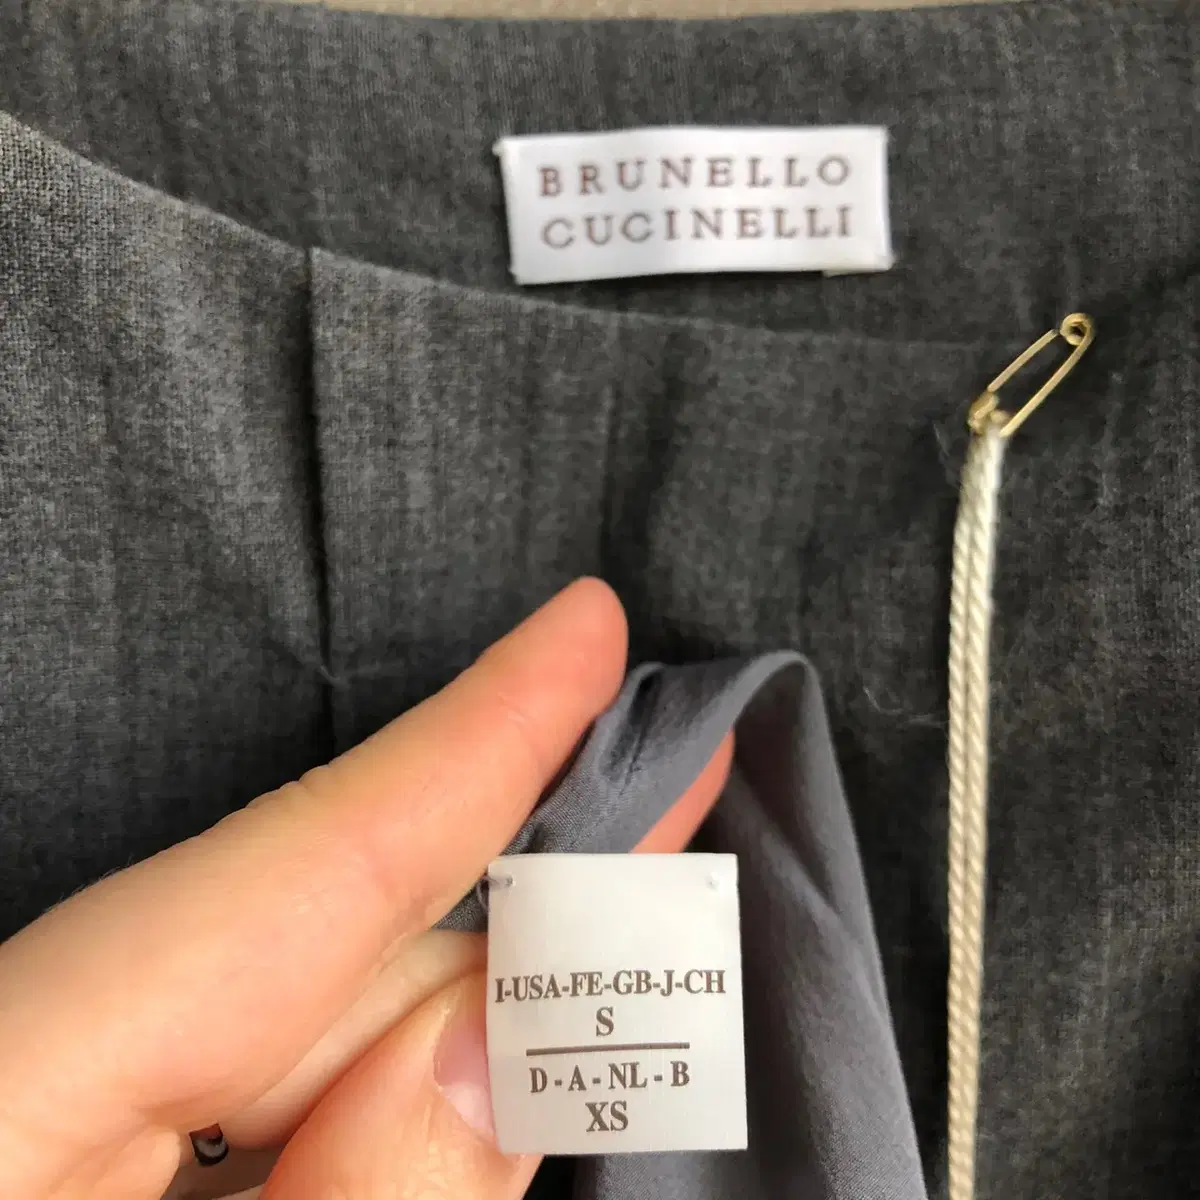 BRUNELLO
CUCINELLI
I-USA-FE-GB-J-CH
S
D - A - NL - B
XS